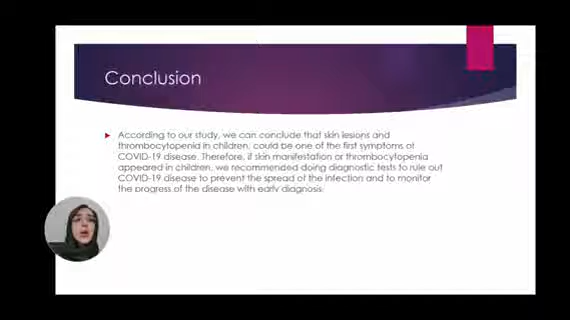 Conclusion
According to our study, we can conclude that skin lesions and
thrombocytopenia in children, could be one of the first symptoms of
COVID-19 disease. Therefore, if skin manifestation or thrombocytopenia
appeared in children, we recommended doing diagnostic tests to rule out
COVID-19 disease to prevent the spread of the infection and to monitor
the progress of the disease with early diagnosis.